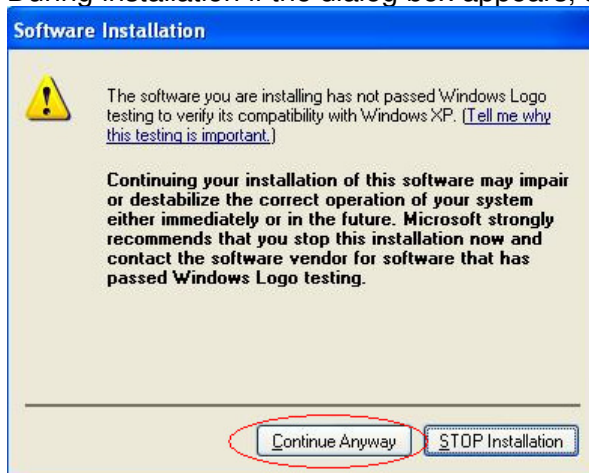 During installation if the dialog box appears,
Software Installation
The software you are installing has not passed Windows Logo
testing to verify its compatibility with Windows XP. (Tell me why
this testing is important.)
Continuing your installation of this software may impair
or destabilize the correct operation of your system
either immediately or in the future. Microsoft strongly
recommends that you stop this installation now and
contact the software vendor for software that has
passed Windows Logo testing.
Continue Anyway
STOP Installation